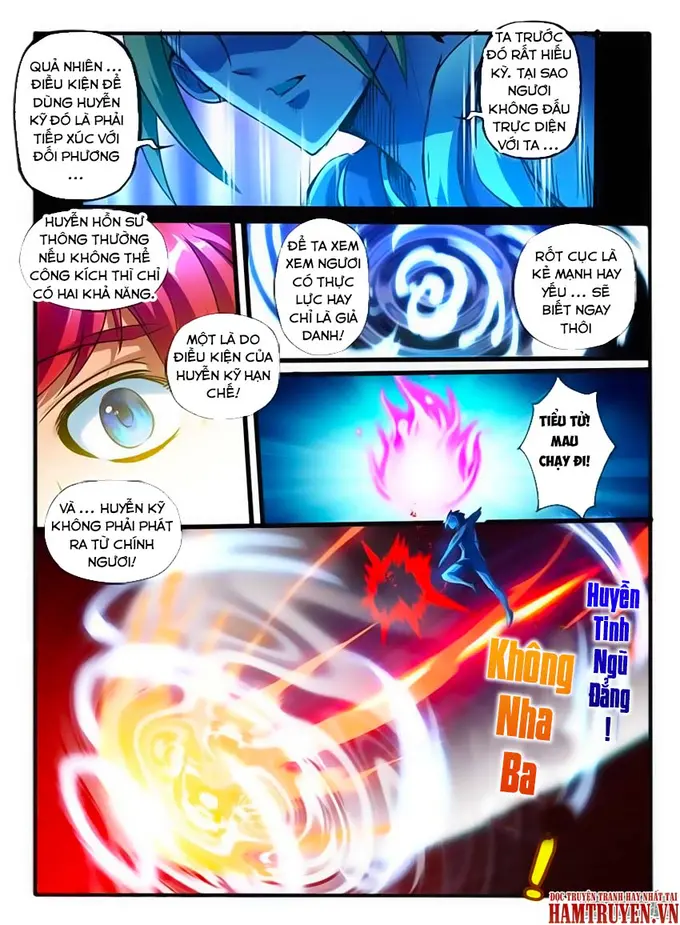 QUẢ NHIÊN ...
ĐIỀU KIỆN ĐỂ
DÙNG HUYỄN
KỸ ĐÓ LÀ PHẢI
TIẾP XÚC VỚI
ĐỐI PHƯƠNG
...
TA TRƯỚC
ĐÓ RẤT HIẾU
KỲ. TẠI SAO
NGƯƠI
KHÔNG ĐẤU
TRỰC DIỆN
VỚI TA ...
HUYỄN HỒN SƯ
THÔNG THƯỜNG
NẾU KHÔNG THỂ
CÔNG KÍCH THÌ CHỈ
CÓ HAI KHẢ NĂNG.
MỘT LÀ DO
ĐIỀU KIỆN CỦA
HUYỄN KỸ HẠN
CHẾ!
ĐỂ TA XEM
XEM NGƯƠI
CÓ THỰC
LỰC HAY
CHỈ LÀ GIẢ
DANH!
RỐT CỤC LÀ
KẺ MẠNH HAY
YẾU ... SẼ
BIẾT NGAY
THÔI
TIỂU TỬ!
MAU
CHẠY ĐI!
VÀ ... HUYỄN KỸ
KHÔNG PHẢI PHÁT
RA TỪ CHÍNH
NGƯƠI!
Huyễn
Tinh
Ngũ
Đẳng
!
Không
Nha
Ba
!
ĐỌC TRUYỆN TRANH HAY NHẤT TẠI
HAMTRUYEN.VN